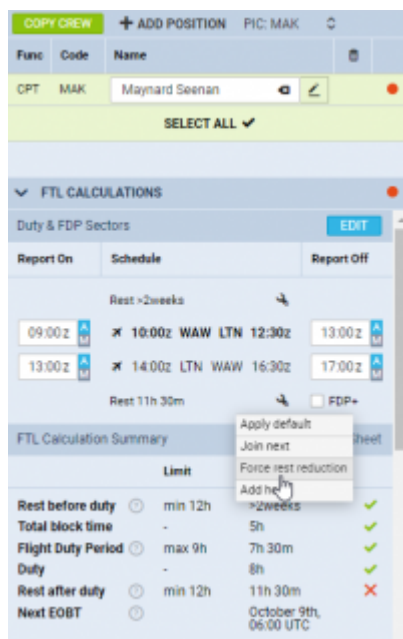 COPY CREW + ADD POSITION PIC: MAK
Func Code Name
CPT MAK Maynard Seenan
SELECT ALL ✔
FTL CALCULATIONS
Duty & FDP Sectors EDIT
Report On Schedule Report Off
Rest >2weeks
09:00z A 10:00z WAW LTN 12:30z 13:00z A
13:00z A 14:00z LTN WAW 16:30z 17:00z A
Rest 11h 30m FDP+
Apply default
FTL Calculation Summary Sheet
Join next
Limit Force rest reduction
Add he
Rest before duty min 12h >2weeks
Total block time - 5h
Flight Duty Period max 9h 7h 30m
Duty - 8h
Rest after duty min 12h 11h 30m
Next EOBT October 9th,
06:00 UTC